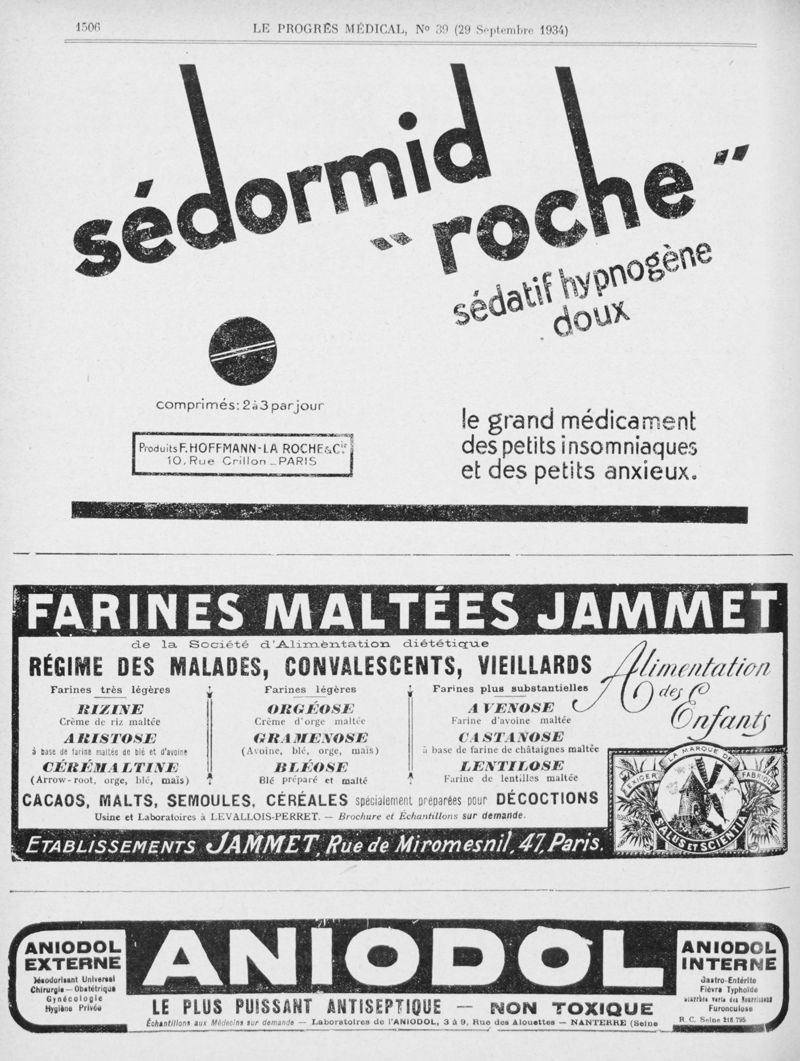 1506
LE PROGRÈS MÉDICAL, No 39 (29 Septembre 1934)
sédormid
"roche"
sédatif hypnogène
doux
comprimés: 2 à 3 par jour
Produits F. HOFFMANN-LA ROCHE & Cie.
10, Rue Crillon _ PARIS
le grand médicament
des petits insomniaques
et des petits anxieux.
FARINES MALTÉES JAMMET
de la Société d'Alimentation diététique
RÉGIME DES MALADES, CONVALESCENTS, VIEILLARDS
Alimentation
des
Enfants
Farines très légères
RIZINE
Crème de riz maltée
ARISTOSE
à base de farine maltée de blé et d'avoine
CÉRÉMALTINE
(Arrow-root, orge, blé, maïs)
Farines légères
ORGÉOSE
Crème d'orge maltée
GRAMENOSE
(Avoine, blé, orge, maïs)
BLÉOSE
Blé préparé et malté
Farines plus substantielles
AVENOSE
Farine d'avoine maltée
CASTANOSE
à base de farine de châtaignes maltée
LENTILOSE
Farine de lentilles maltée
EXIGER LA MARQUE DE FABRIQUE
SALUS ET SCIENTIA
CACAOS, MALTS, SEMOULES, CÉRÉALES spécialement préparées pour DÉCOCTIONS
Usine et Laboratoires à LEVALLOIS-PERRET. — Brochure et Échantillons sur demande.
ETABLISSEMENTS JAMMET, Rue de Miromesnil, 47, Paris.
ANIODOL
EXTERNE
Désodorisant Universel
Chirurgie - Obstétrique
Gynécologie
Hygiène Privée
ANIODOL
LE PLUS PUISSANT ANTISEPTIQUE — NON TOXIQUE
Échantillons aux Médecins sur demande — Laboratoires de l'ANIODOL, 3 à 9, Rue des Alouettes — NANTERRE (Seine
ANIODOL
INTERNE
Gastro-Entérite
Fièvre Typhoïde
verte des Nourrissons
Furonculose
R. C. Seine 218.795